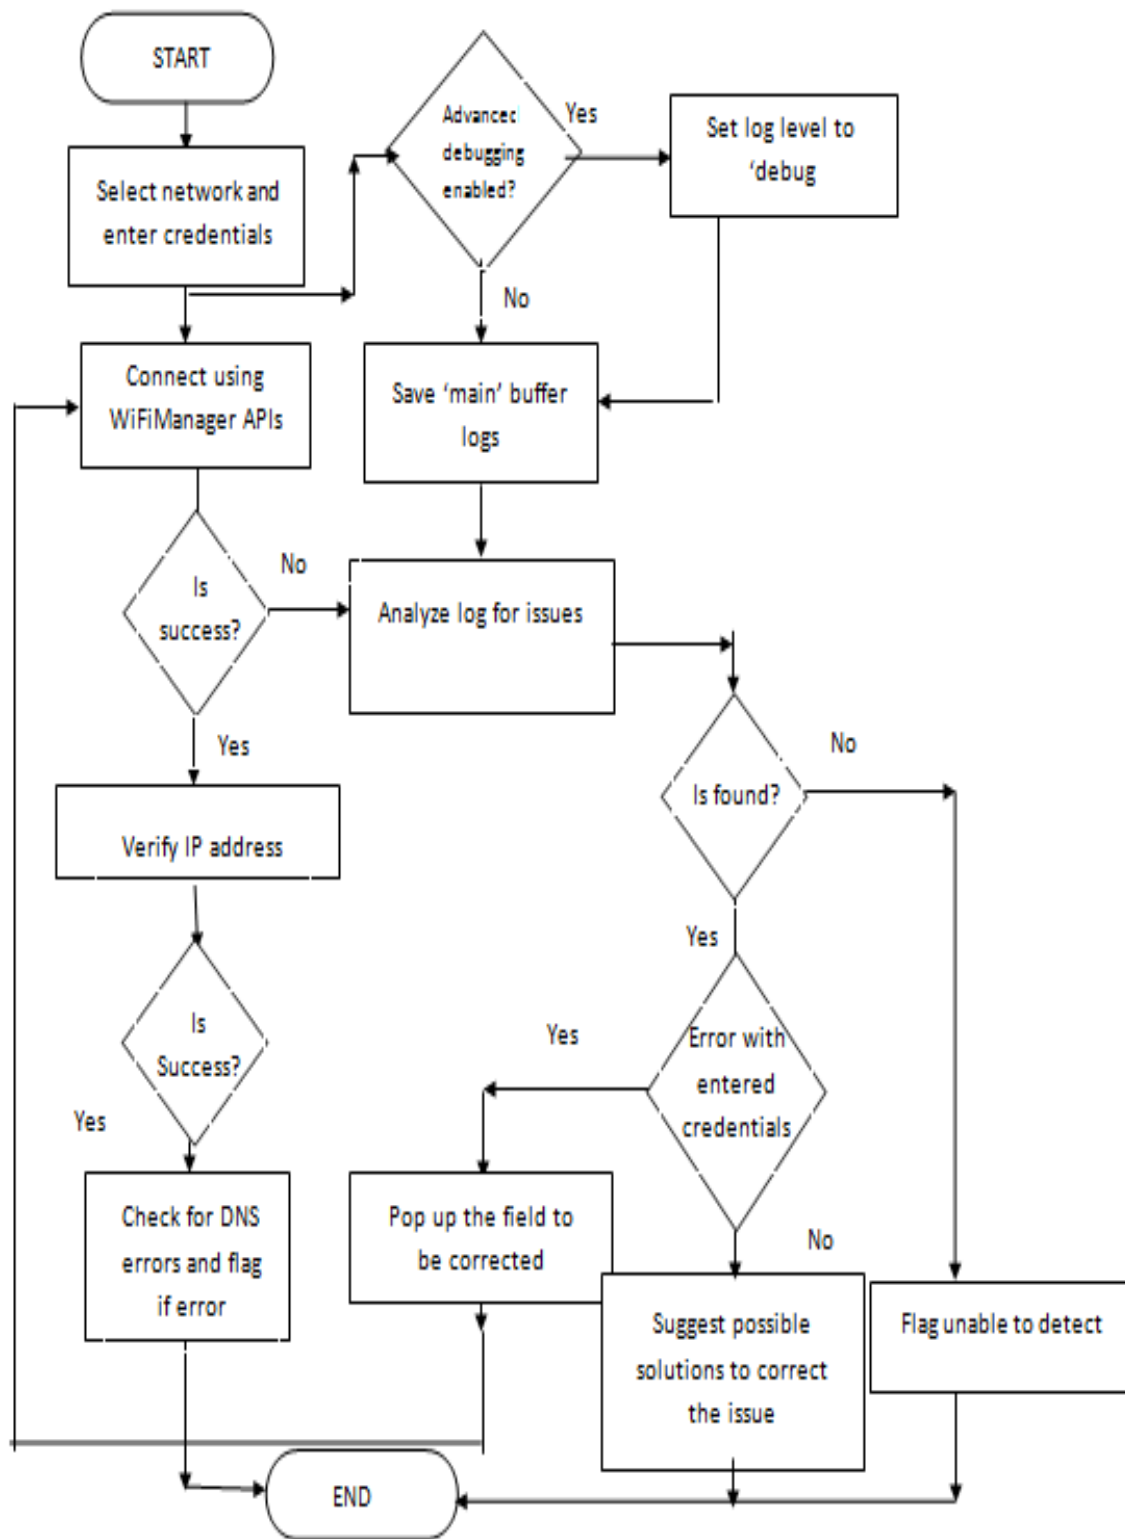 START
Select network and
enter credentials
Advanced
debugging
enabled?
Yes
Set log level to
‘debug
No
Connect using
WiFiManager APIs
Save ‘main’ buffer
logs
Is
success?
No
Analyze log for issues
Yes
Verify IP address
Is found?
No
Yes
Is
Success?
Yes
Error with
entered
credentials
Yes
No
Check for DNS
errors and flag
if error
Pop up the field to
be corrected
Suggest possible
solutions to correct
the issue
Flag unable to detect
END